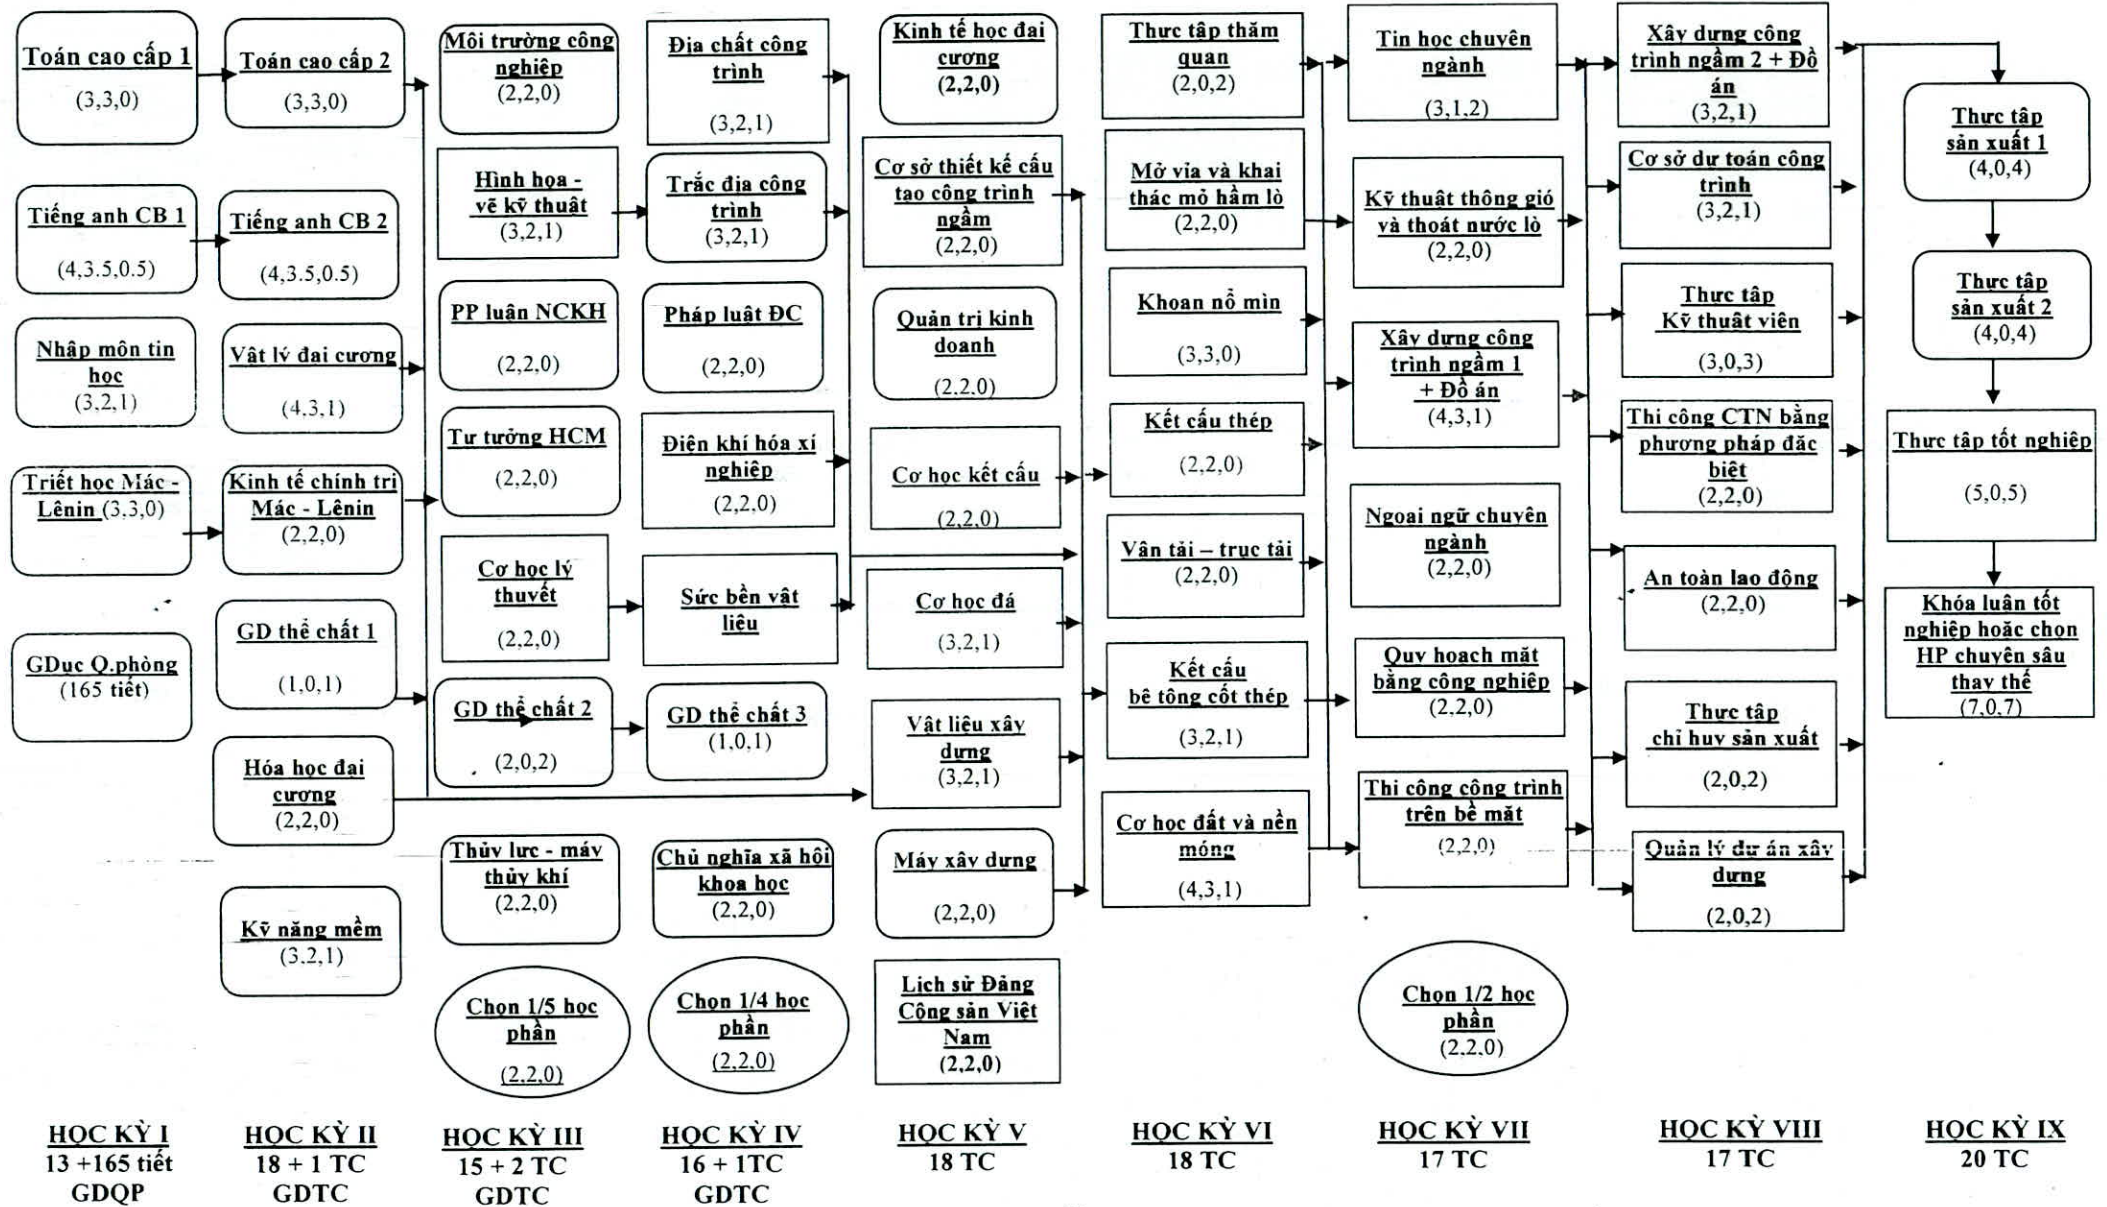 Toán cao cấp 1
(3,3,0)
Tiếng anh CB 1
(4,3.5,0.5)
Nhập môn tin
học
(3,2,1)
Triết học Mác -
Lênin (3,3,0)
GDục Q.phòng
(165 tiết)
HỌC KỲ I
13 +165 tiết
GDQP
Toán cao cấp 2
(3,3,0)
Tiếng anh CB 2
(4,3.5,0.5)
Vật lý đại cương
(4,3,1)
Kinh tế chính trị
Mác - Lênin
(2,2,0)
GD thể chất 1
(1,0,1)
Hóa học đại
cương
(2,2,0)
Kỹ năng mềm
(3,2,1)
HỌC KỲ II
18 + 1 TC
GDTC
Môi trường công
nghiệp
(2,2,0)
Hình họa -
vẽ kỹ thuật
(3,2,1)
PP luận NCKH
(2,2,0)
Tư tưởng HCM
(2,2,0)
Cơ học lý
thuyết
(2,2,0)
GD thể chất 2
(2,0,2)
Thủy lực - máy
thủy khí
(2,2,0)
Chọn 1/5 học
phần
(2,2,0)
HỌC KỲ III
15 + 2 TC
GDTC
Địa chất công
trình
(3,2,1)
Trắc địa công
trình
(3,2,1)
Pháp luật ĐC
(2,2,0)
Điện khí hóa xí
nghiệp
(2,2,0)
Sức bền vật
liệu
GD thể chất 3
(1,0,1)
Chủ nghĩa xã hội
khoa học
(2,2,0)
Chọn 1/4 học
phần
(2,2,0)
HỌC KỲ IV
16 + 1TC
GDTC
Kinh tế học đại
cương
(2,2,0)
Cơ sở thiết kế cấu
tạo công trình
ngầm
(2,2,0)
Quản trị kinh
doanh
(2,2,0)
Cơ học kết cấu
(2,2,0)
Cơ học đá
(3,2,1)
Vật liệu xây
dựng
(3,2,1)
Máy xây dựng
(2,2,0)
Lịch sử Đảng
Cộng sản Việt
Nam
(2,2,0)
HỌC KỲ V
18 TC
Thực tập thăm
quan
(2,0,2)
Mở vỉa và khai
thác mỏ hầm lò
(2,2,0)
Khoan nổ mìn
(3,3,0)
Kết cấu thép
(2,2,0)
Vận tải – trục tải
(2,2,0)
Kết cấu
bê tông cốt thép
(3,2,1)
Cơ học đất và nền
móng
(4,3,1)
HỌC KỲ VI
18 TC
Tin học chuyên
ngành
(3,1,2)
Kỹ thuật thông gió
và thoát nước lò
(2,2,0)
Xây dựng công
trình ngầm 1
+ Đồ án
(4,3,1)
Ngoại ngữ chuyên
ngành
(2,2,0)
Quy hoạch mặt
bằng công nghiệp
(2,2,0)
Thi công công trình
trên bề mặt
(2,2,0)
Chọn 1/2 học
phần
(2,2,0)
HỌC KỲ VII
17 TC
Xây dựng công
trình ngầm 2 + Đồ
án
(3,2,1)
Cơ sở dự toán công
trình
(3,2,1)
Thực tập
Kỹ thuật viên
(3,0,3)
Thi công CTN bằng
phương pháp đặc
biệt
(2,2,0)
An toàn lao động
(2,2,0)
Thực tập
chỉ huy sản xuất
(2,0,2)
Quản lý dự án xây
dựng
(2,0,2)
HỌC KỲ VIII
17 TC
Thực tập
sản xuất 1
(4,0,4)
Thực tập
sản xuất 2
(4,0,4)
Thực tập tốt nghiệp
(5,0,5)
Khóa luận tốt
nghiệp hoặc chọn
HP chuyên sâu
thay thế
(7,0,7)
HỌC KỲ IX
20 TC